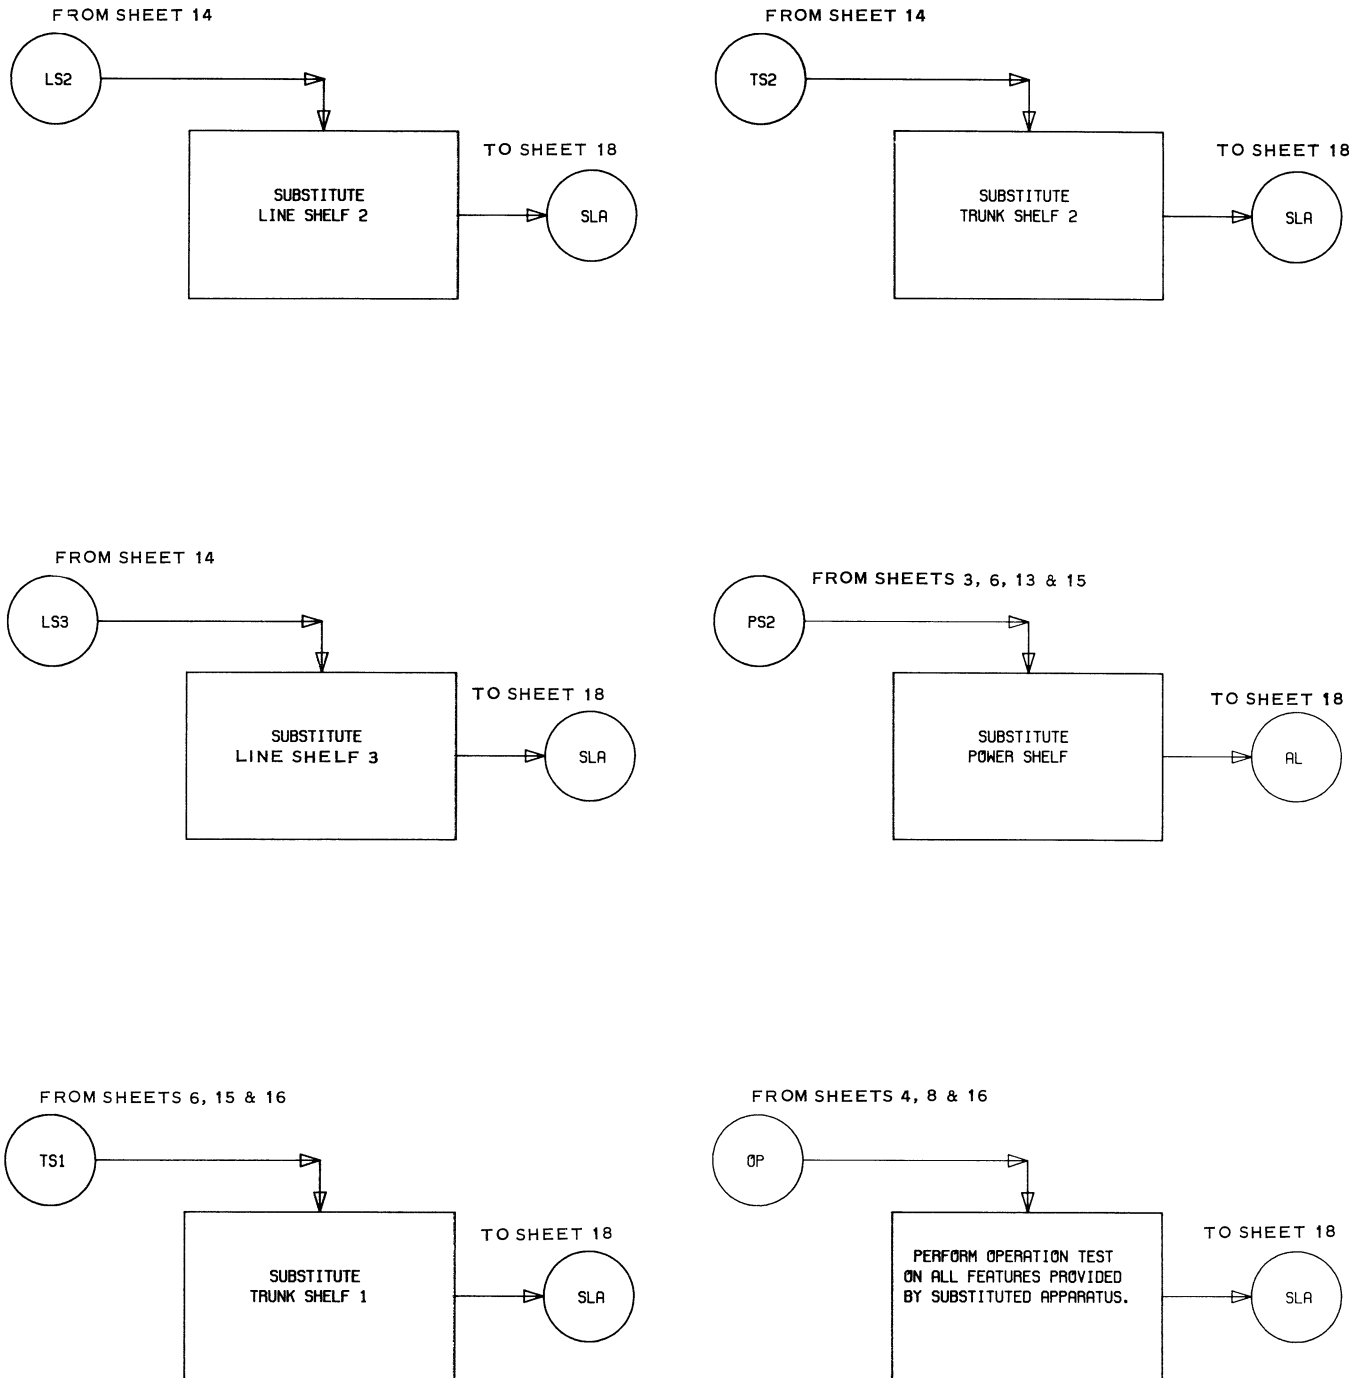 FROM SHEET 14
LS2
SUBSTITUTE
LINE SHELF 2
TO SHEET 18
SLA
FROM SHEET 14
TS2
SUBSTITUTE
TRUNK SHELF 2
TO SHEET 18
SLA
FROM SHEET 14
LS3
SUBSTITUTE
LINE SHELF 3
TO SHEET 18
SLA
FROM SHEETS 3, 6, 13 & 15
PS2
SUBSTITUTE
POWER SHELF
TO SHEET 18
AL
FROM SHEETS 6, 15 & 16
TS1
SUBSTITUTE
TRUNK SHELF 1
TO SHEET 18
SLA
FROM SHEETS 4, 8 & 16
OP
PERFORM OPERATION TEST
ON ALL FEATURES PROVIDED
BY SUBSTITUTED APPARATUS.
TO SHEET 18
SLA